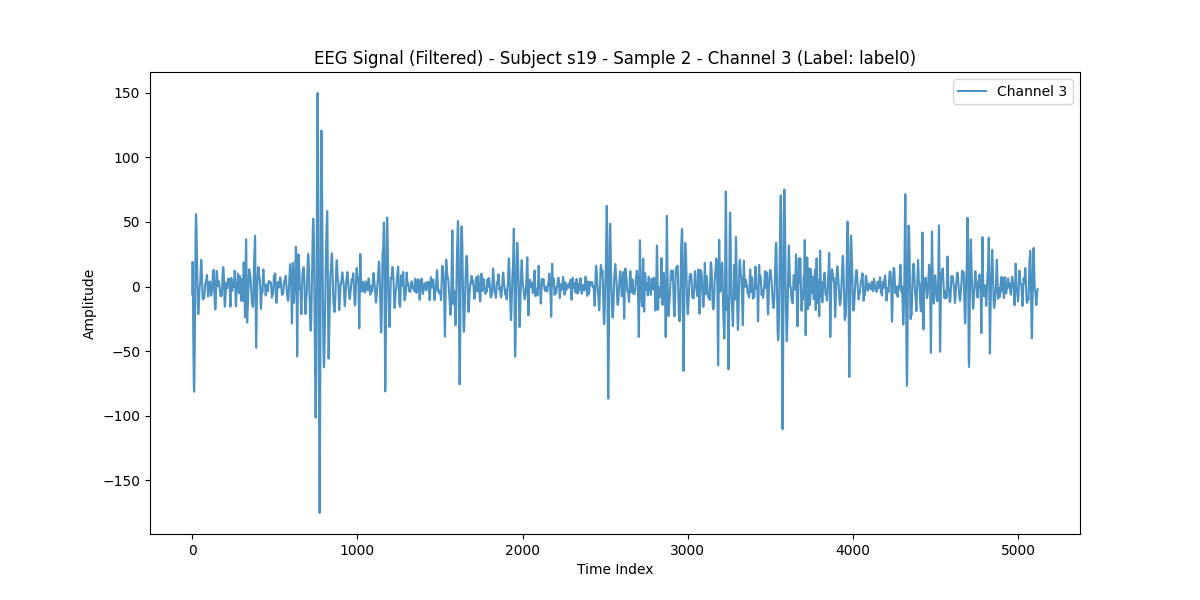 EEG Signal (Filtered) - Subject s19 - Sample 2 - Channel 3 (Label: label0)
Channel 3
150
100
50
0
−50
−100
−150
Amplitude
0 1000 2000 3000 4000 5000
Time Index